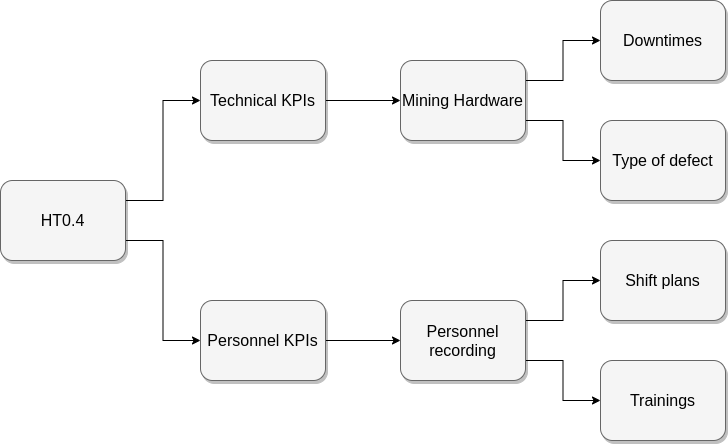 HT0.4
Technical KPIs
Mining Hardware
Downtimes
Type of defect
Personnel KPIs
Personnel
recording
Shift plans
Trainings